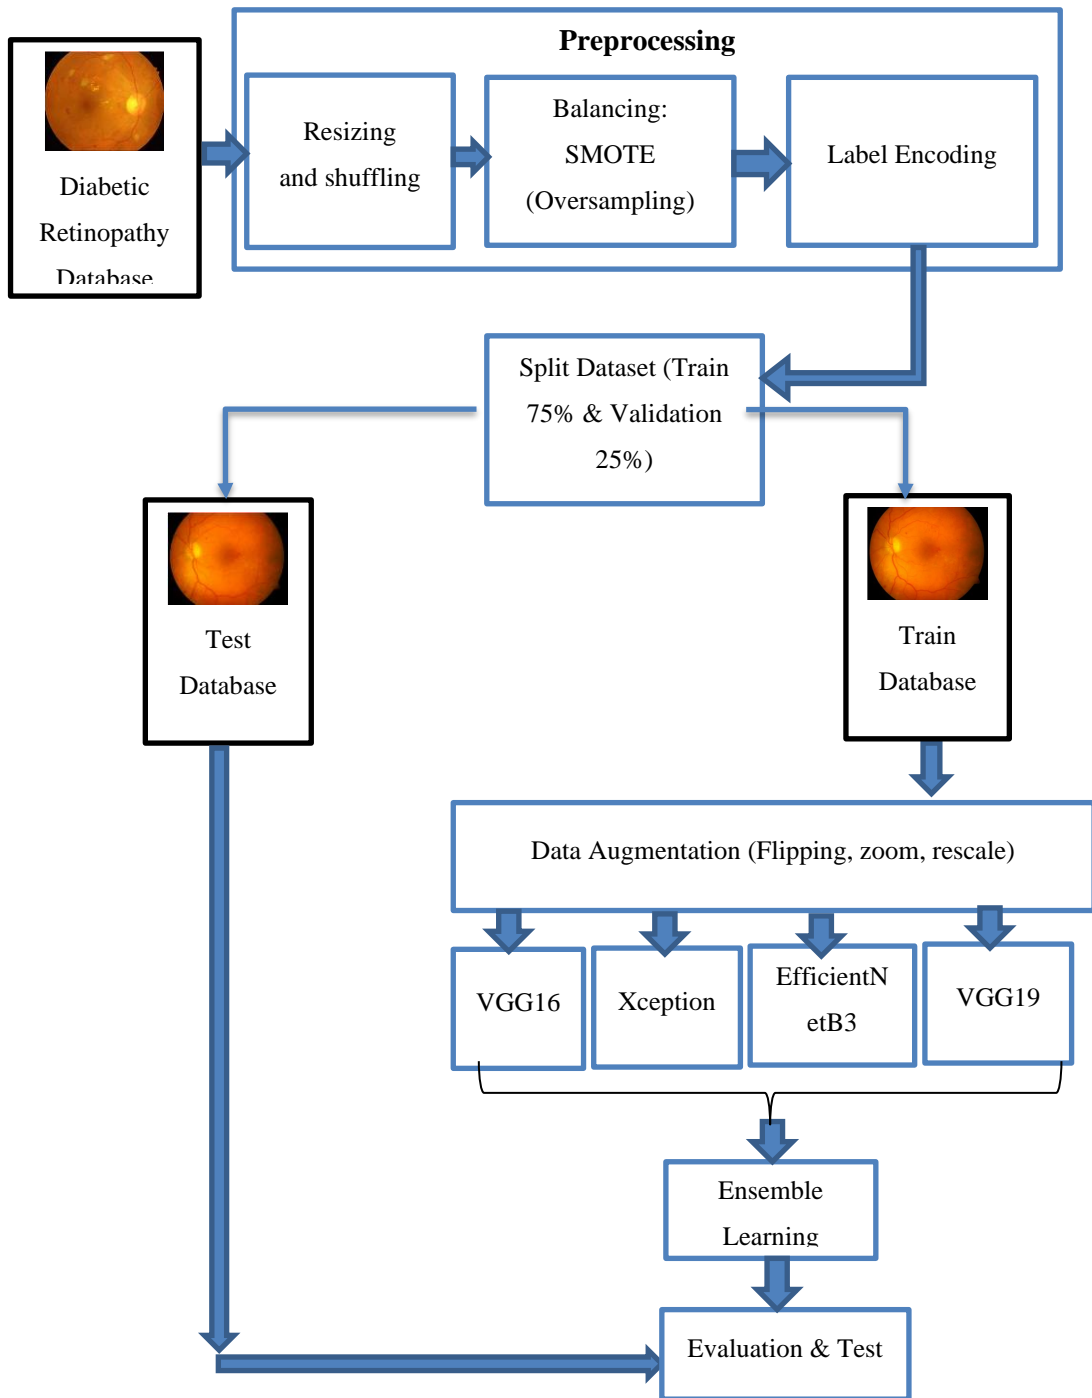 Preprocessing
Diabetic
Retinopathy
Database
Resizing
and shuffling
Balancing:
SMOTE
(Oversampling)
Label Encoding
Split Dataset (Train
75% & Validation
25%)
Test
Database
Train
Database
Data Augmentation (Flipping, zoom, rescale)
VGG16
Xception
EfficientN
etB3
VGG19
Ensemble
Learning
Evaluation & Test